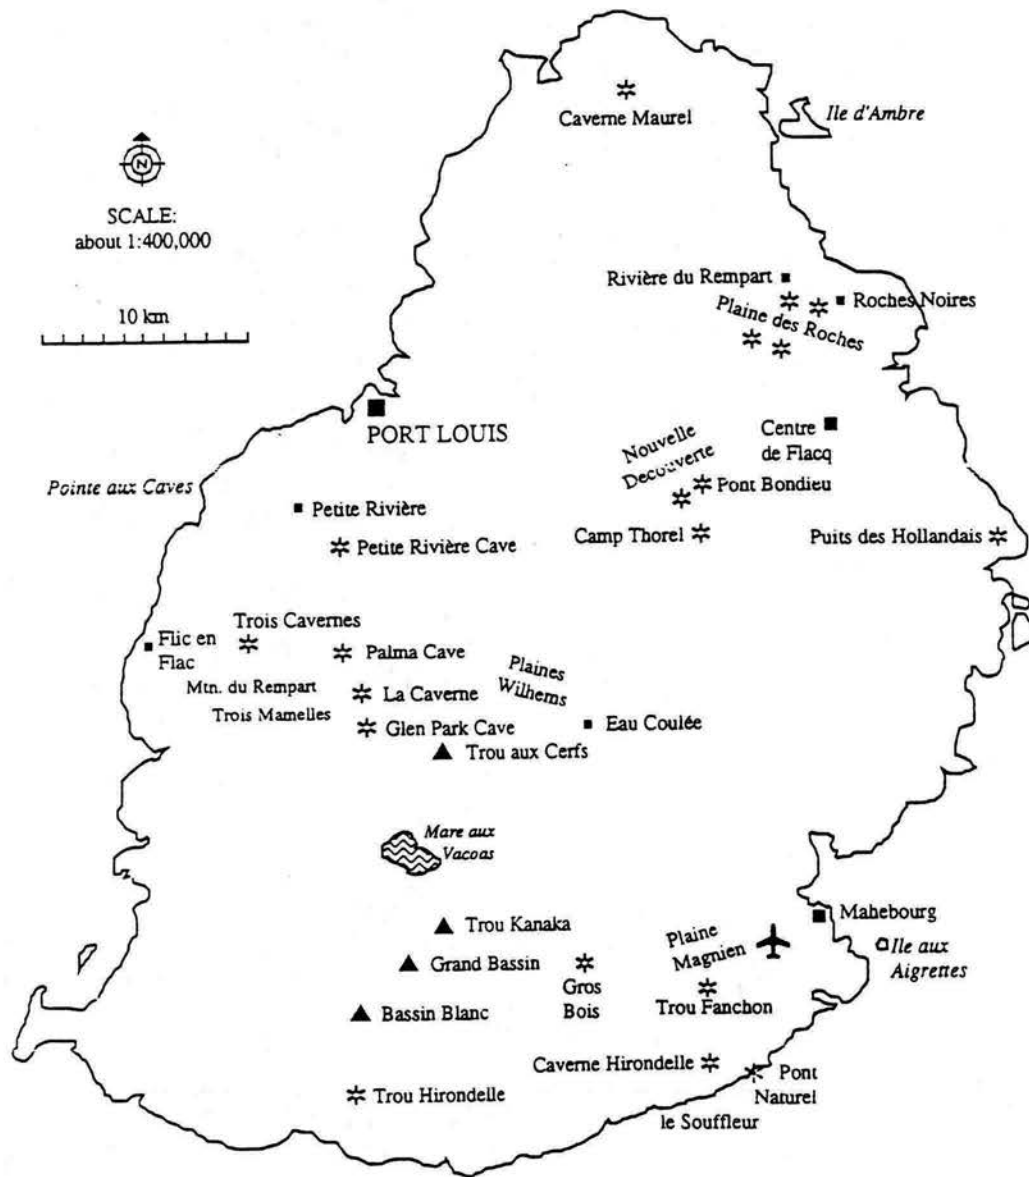 Caverne Maurel
Ile d'Ambre
N
SCALE:
about 1:400,000
10 km
Rivière du Rempart
Roches Noires
Plaine des Roches
PORT LOUIS
Centre
de Flacq
Nouvelle
Decouverte
Pont Bondieu
Pointe aux Caves
Petite Rivière
Petite Rivière Cave
Camp Thorel
Puits des Hollandais
Trois Cavernes
Flic en
Flac
Palma Cave
Plaines
Wilhems
Mtn. du Rempart
La Caverne
Trois Mamelles
Glen Park Cave
Eau Coulée
Trou aux Cerfs
Mare aux
Vacoas
Trou Kanaka
Plaine
Magnien
Mahebourg
Grand Bassin
Ile aux
Aigrettes
Gros
Bois
Bassin Blanc
Trou Fanchon
Caverne Hirondelle
Pont
Naturel
Trou Hirondelle
le Souffleur